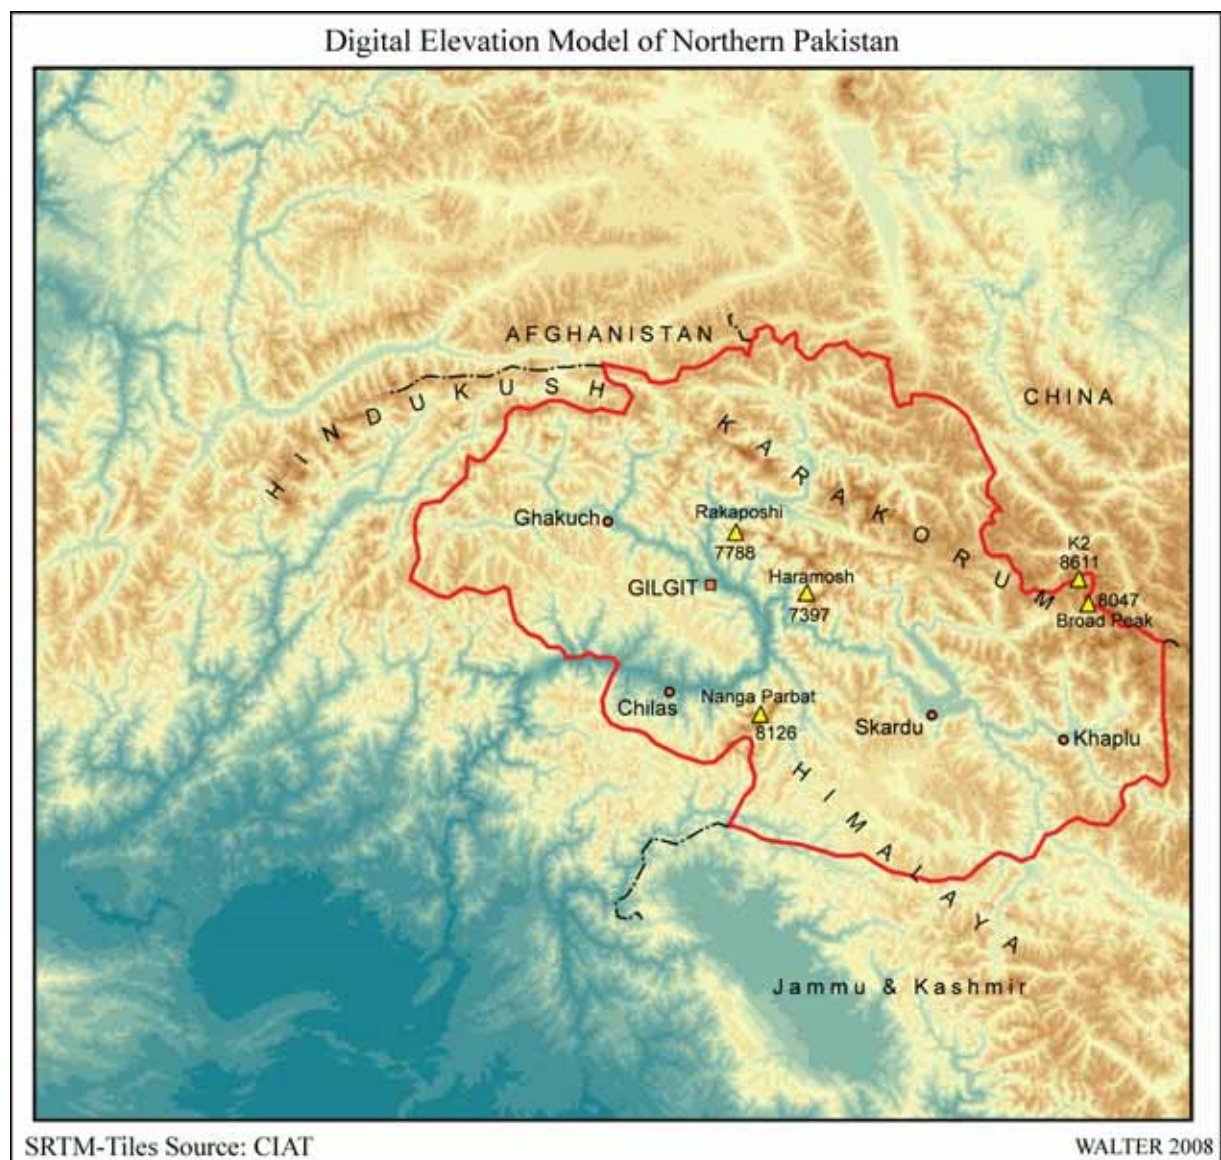 Digital Elevation Model of Northern Pakistan
AFGHANISTAN
HINDUKUSH
CHINA
KARAKORUM
Rakaposhi
7788
Ghakuch
K2
8611
GILGIT
Haramosh
7397
8047
Broad Peak
Nanga Parbat
8126
Chilas
Skardu
Khaplu
HIMALAYA
Jammu & Kashmir
SRTM-Tiles Source: CIAT
WALTER 2008